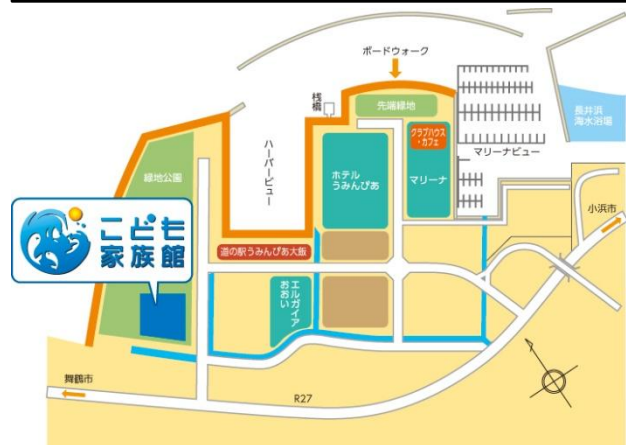 ボードウォーク
桟橋
先端緑地
長井浜
海水浴場
クラブハウス
・カフェ
マリーナビュー
ハーバービュー
ホテル
うみんぴあ
マリーナ
緑地公園
小浜市
こども
家族館
道の駅うみんぴあ大飯
エルガイア
おおい
舞鶴市
R27